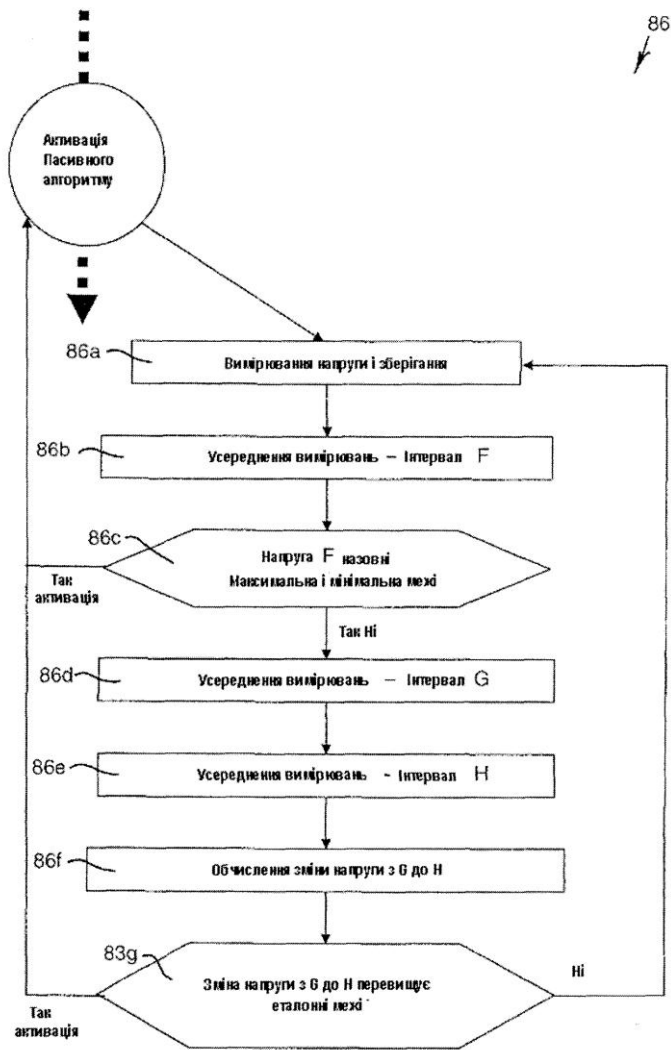 86
Активація
Пасивного
алгоритму
86a
Вимірювання напруги і зберігання
86b
Усереднення вимірювань – Інтервал F
86c
Напруга F назовні
Максимальна і мінімальна межі
Так
активація
Так Ні
86d
Усереднення вимірювань – Інтервал G
86e
Усереднення вимірювань - Інтервал H
86f
Обчислення зміни напруги з G до H
83g
Зміна напруги з G до H перевищує
еталонні межі
Ні
Так
активація